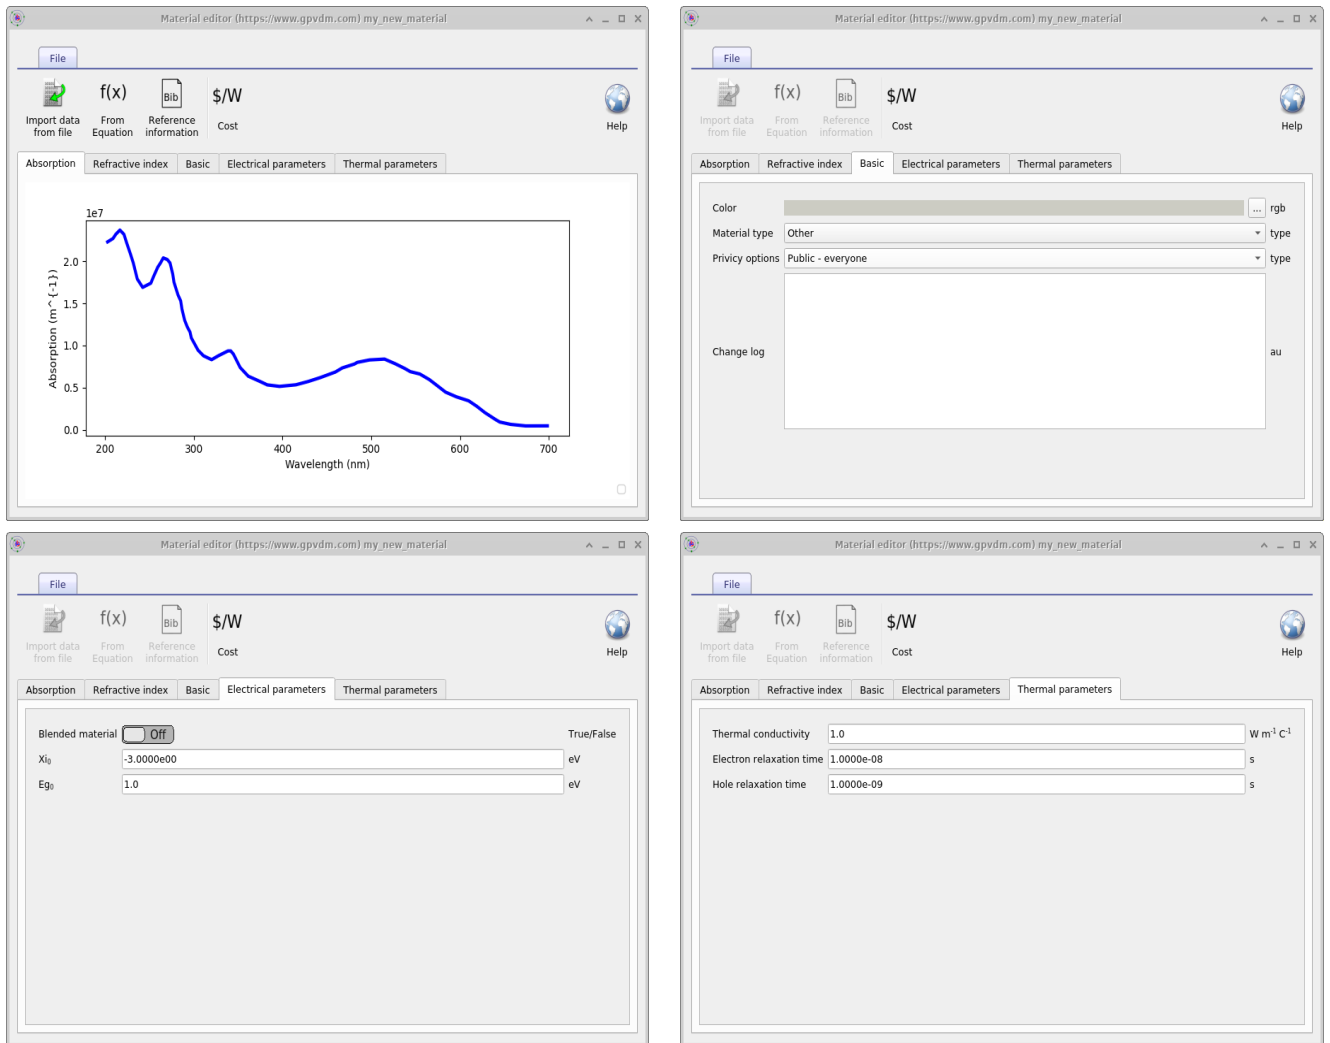 Material editor (https://www.gpvdm.com) my_new_material
File
Import data from file
f(x) From Equation
Bib Reference information
$/W Cost
Help
Absorption Refractive index Basic Electrical parameters Thermal parameters
1e7
2.0
1.5
1.0
0.5
0.0
Absorption (m^{-1})
200 300 400 500 600 700
Wavelength (nm)
Material editor (https://www.gpvdm.com) my_new_material
File
Import data from file
f(x) From Equation
Bib Reference information
$/W Cost
Help
Absorption Refractive index Basic Electrical parameters Thermal parameters
Color ... rgb
Material type Other type
Privicy options Public - everyone type
Change log au
Material editor (https://www.gpvdm.com) my_new_material
File
Import data from file
f(x) From Equation
Bib Reference information
$/W Cost
Help
Absorption Refractive index Basic Electrical parameters Thermal parameters
Blended material Off True/False
Xi₀ -3.0000e00 eV
Eg₀ 1.0 eV
Material editor (https://www.gpvdm.com) my_new_material
File
Import data from file
f(x) From Equation
Bib Reference information
$/W Cost
Help
Absorption Refractive index Basic Electrical parameters Thermal parameters
Thermal conductivity 1.0 W m⁻¹ C⁻¹
Electron relaxation time 1.0000e-08 s
Hole relaxation time 1.0000e-09 s